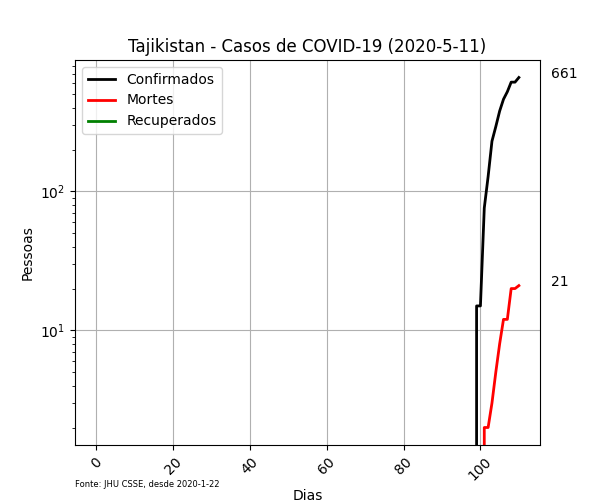 Tajikistan - Casos de COVID-19 (2020-5-11)
Confirmados
Mortes
Recuperados
661
21
10²
10¹
Pessoas
0 20 40 60 80 100
Fonte: JHU CSSE, desde 2020-1-22
Dias